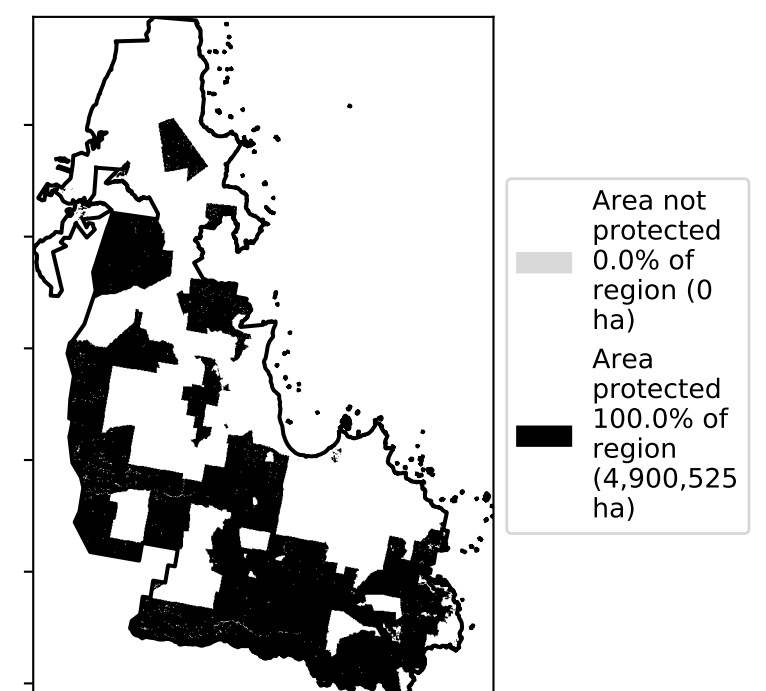 Area not
protected
0.0% of
region (0
ha)
Area
protected
100.0% of
region
(4,900,525
ha)